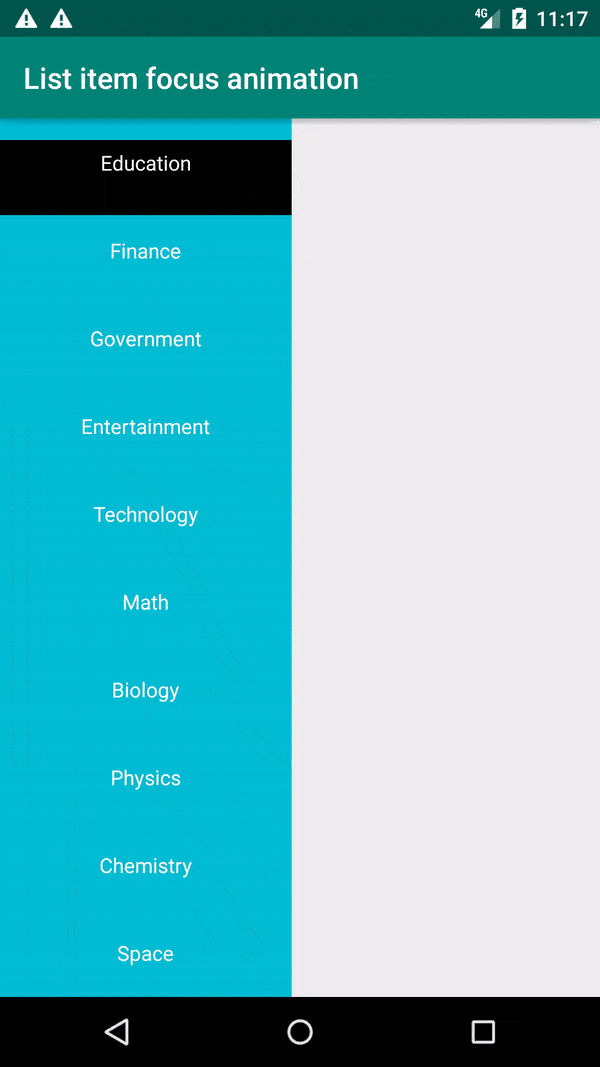 4G 11:17
List item focus animation
Education
Finance
Government
Entertainment
Technology
Math
Biology
Physics
Chemistry
Space